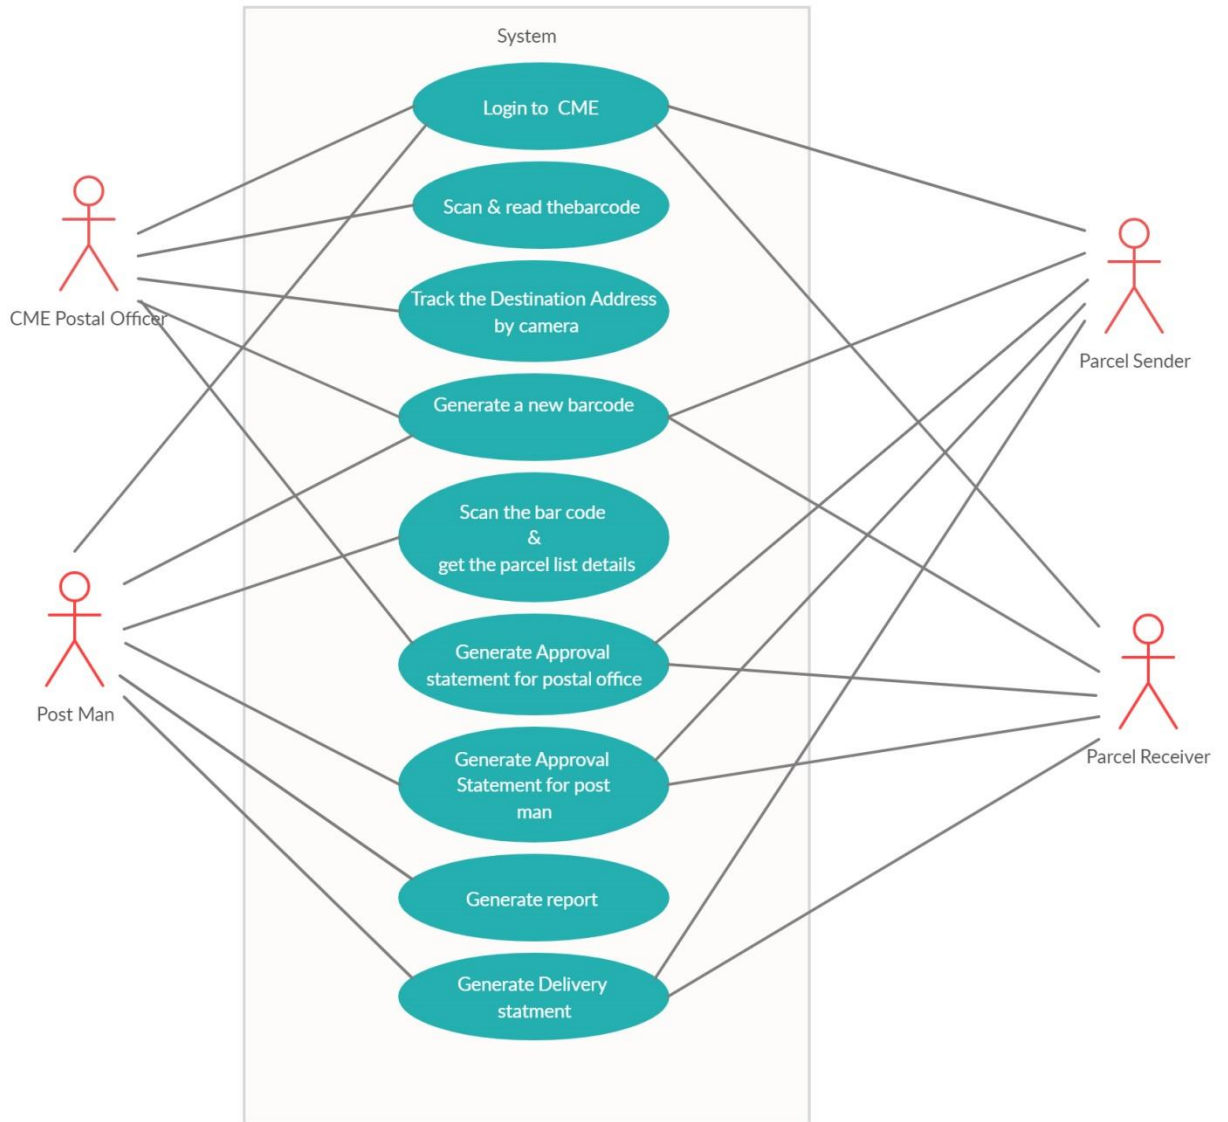 System
Login to CME
Scan & read thebarcode
Track the Destination Address
by camera
Generate a new barcode
Scan the bar code
&
get the parcel list details
Generate Approval
statement for postal office
Generate Approval
Statement for post
man
Generate report
Generate Delivery
statment
CME Postal Officer
Post Man
Parcel Sender
Parcel Receiver